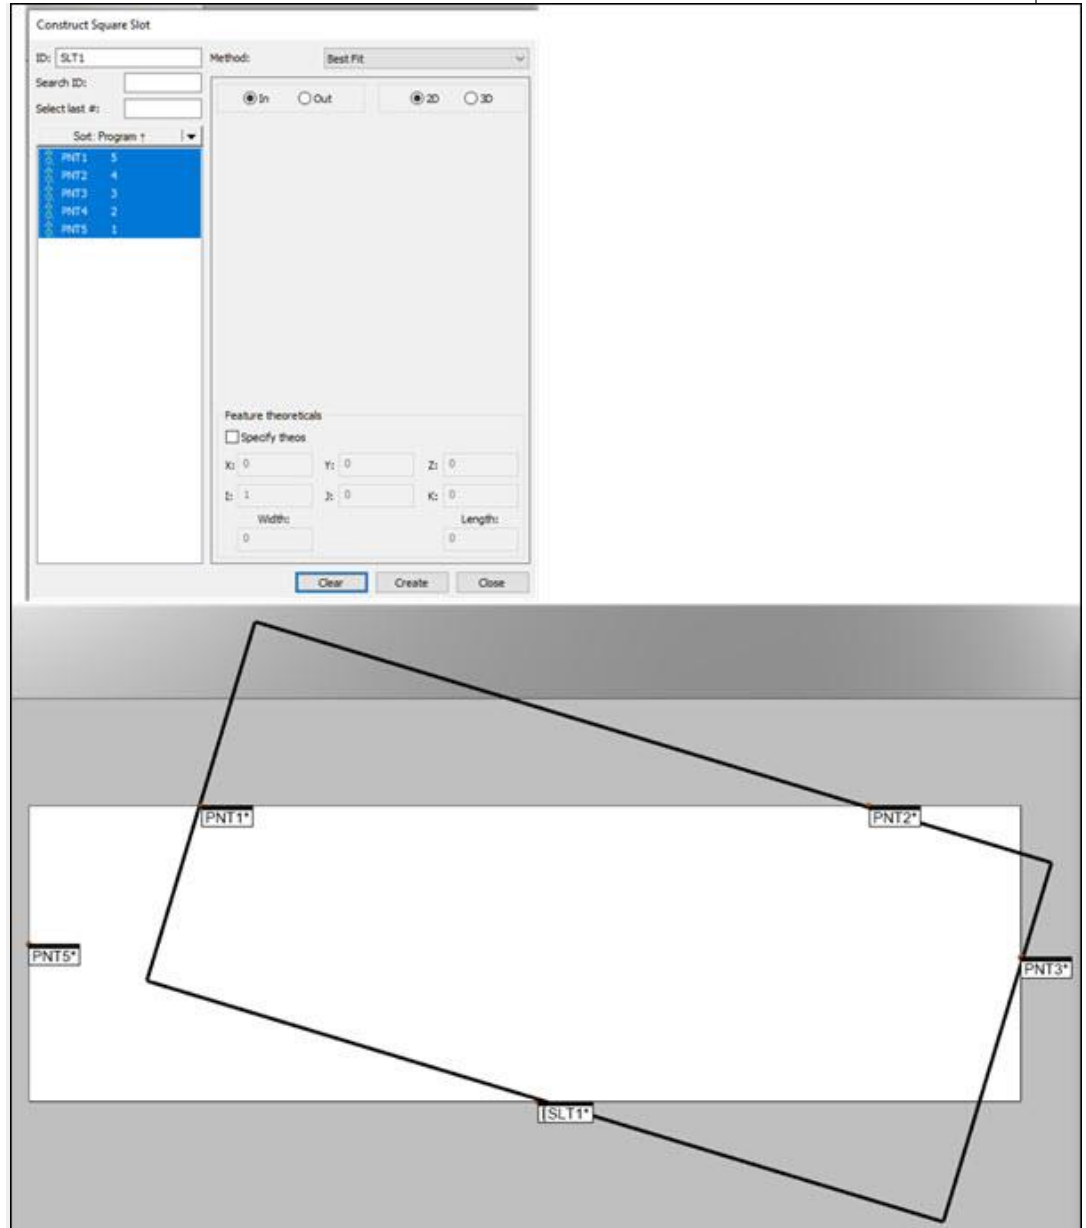 Construct Square Slot
ID: SLT1
Method: Best Fit
Search ID:
Select last #:
In Out 2D 3D
Sort: Program ↑
PNT1 5
PNT2 4
PNT3 3
PNT4 2
PNT5 1
Feature theoreticals
Specify theos
X: 0 Y: 0 Z: 0
I: 1 J: 0 K: 0
Width: Length:
0 0
Clear Create Close
PNT1*
PNT2*
PNT5*
PNT3*
[SLT1*